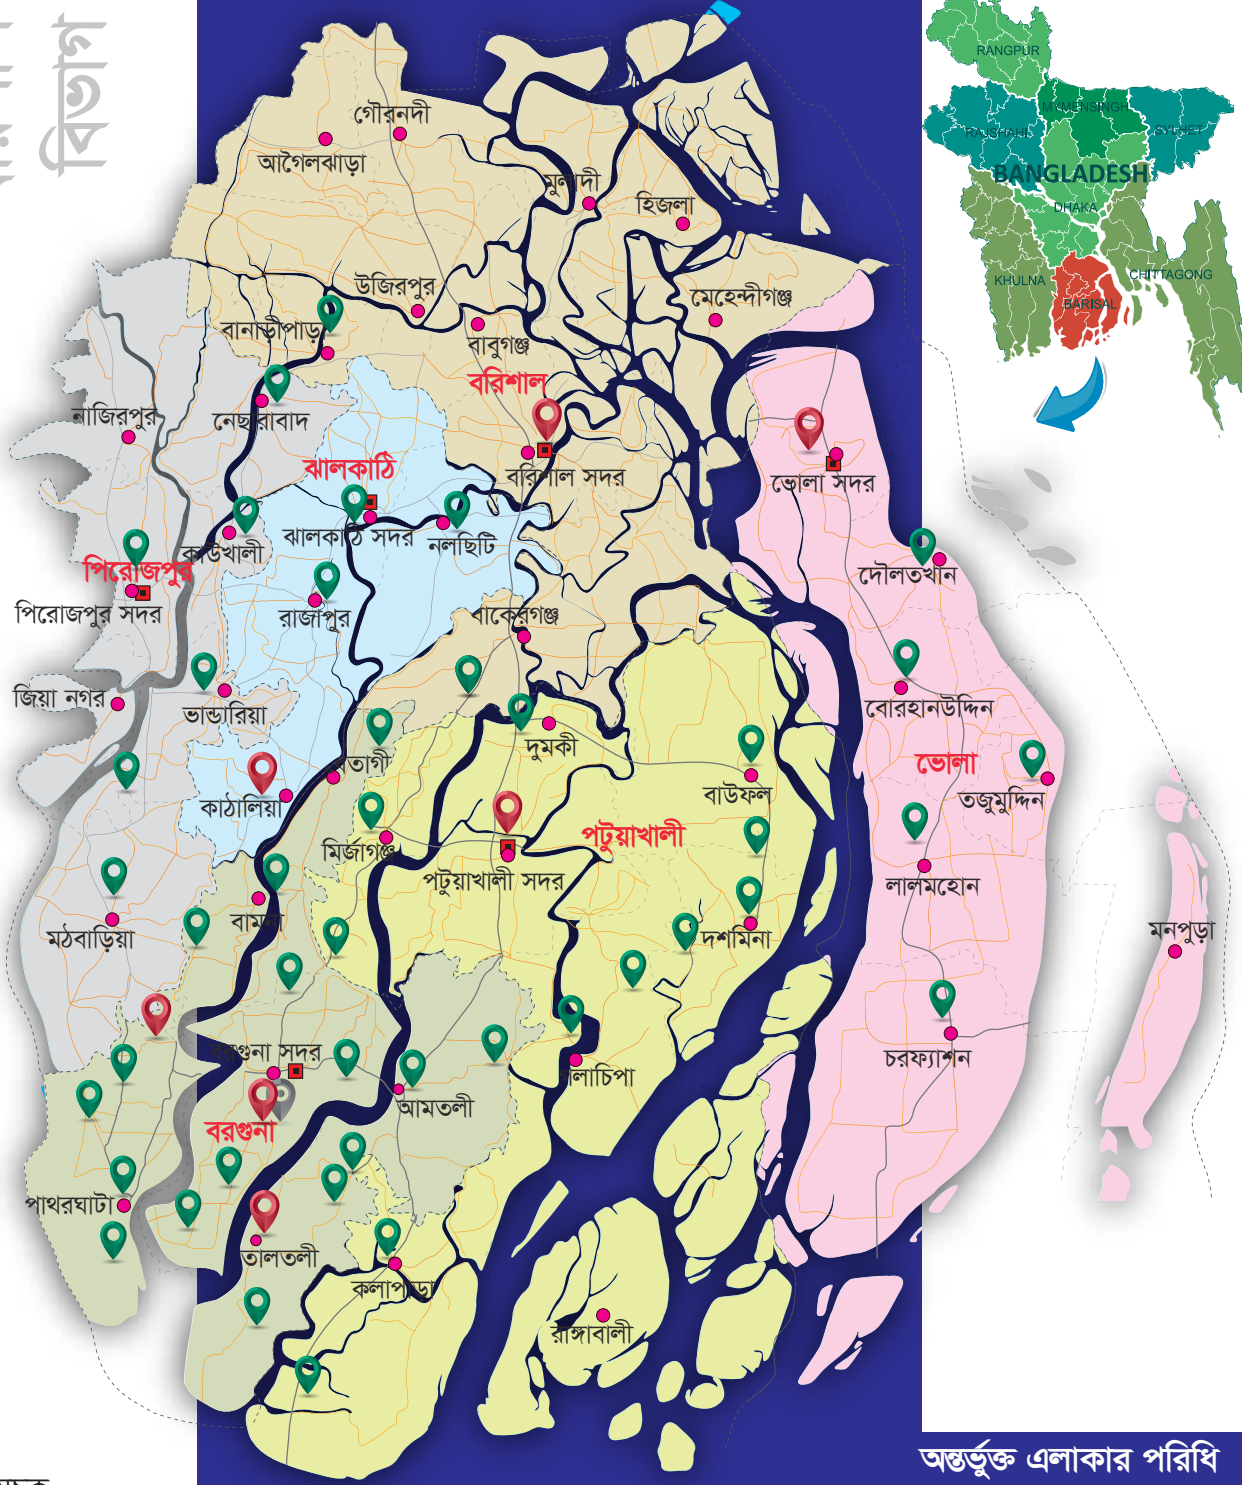 বিভাগ
RANGPUR
MYMENSINGH
RAJSHAHI
SYLHET
BANGLADESH
DHAKA
KHULNA
CHITTAGONG
BARISAL
গৌরনদী
আগৈলঝাড়া
মুলাদী
হিজলা
উজিরপুর
মেহেন্দীগঞ্জ
বানাড়ীপাড়া
বাবুগঞ্জ
বরিশাল
নাজিরপুর
নেছারাবাদ
ঝালকাঠি
বরিশাল সদর
ভোলা সদর
ঝালকাঠি সদর
নলছিটি
কাউখালী
পিরোজপুর
দৌলতখান
পিরোজপুর সদর
রাজাপুর
বাকেরগঞ্জ
জিয়া নগর
ভান্ডারিয়া
বোরহানউদ্দিন
দুমকী
বেতাগী
ভোলা
কাঠালিয়া
বাউফল
তজুমুদ্দিন
পটুয়াখালী
মির্জাগঞ্জ
পটুয়াখালী সদর
লালমহোন
বামনা
মঠবাড়িয়া
দশমিনা
মনপুড়া
বরগুনা সদর
চরফ্যাশন
গলাচিপা
আমতলী
বরগুনা
পাথরঘাটা
তালতলী
কলাপাড়া
রাঙ্গাবালী
অন্তর্ভুক্ত এলাকার পরিধি